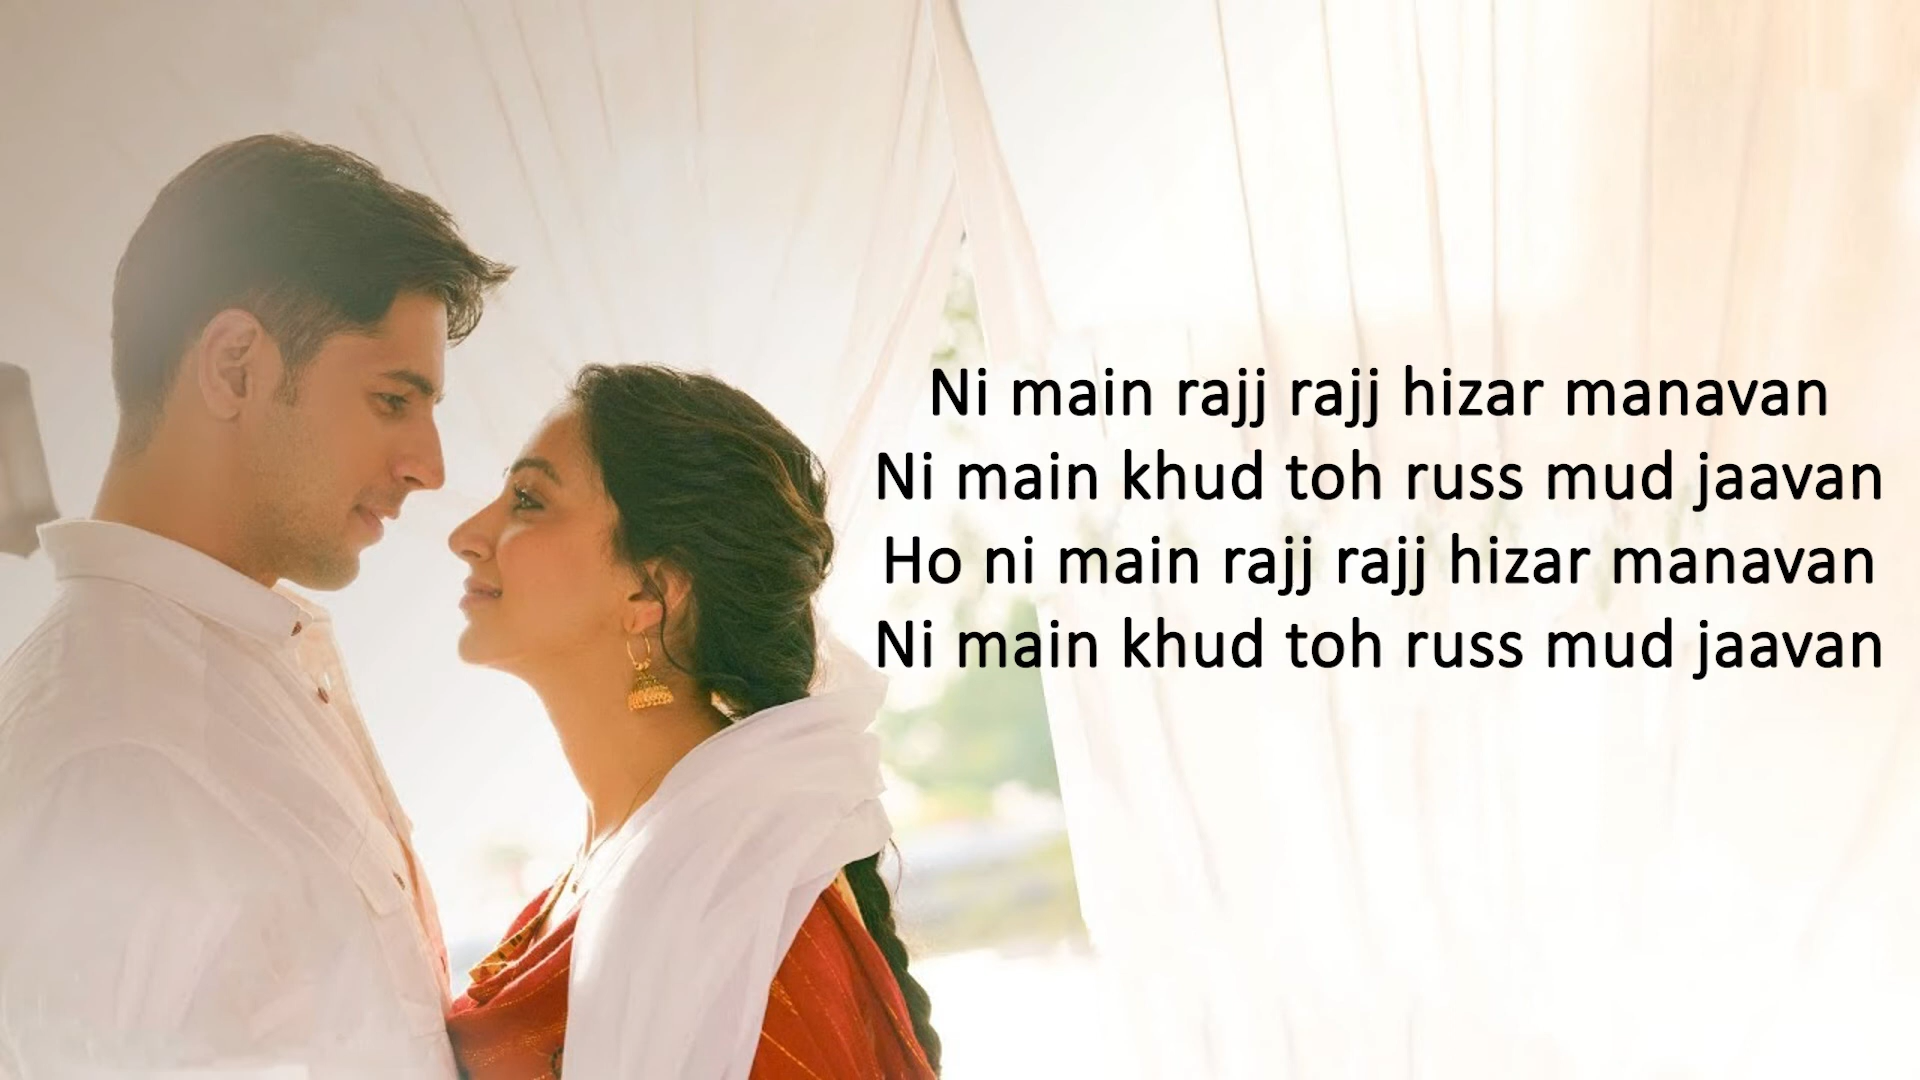 Ni main rajj rajj hizar manavan
Ni main khud toh russ mud jaavan
Ho ni main rajj rajj hizar manavan
Ni main khud toh russ mud jaavan